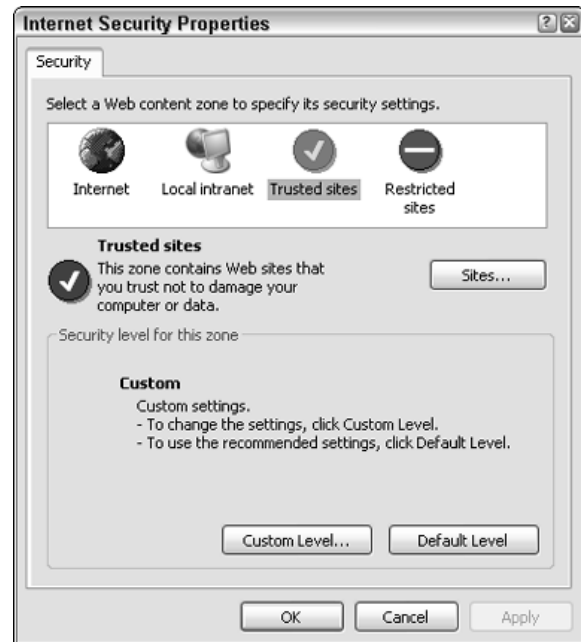 Internet Security Properties
Security
Select a Web content zone to specify its security settings.
Internet
Local intranet
Trusted sites
Restricted
sites
Trusted sites
This zone contains Web sites that
you trust not to damage your
computer or data.
Sites...
Security level for this zone
Custom
Custom settings.
- To change the settings, click Custom Level.
- To use the recommended settings, click Default Level.
Custom Level...
Default Level
OK
Cancel
Apply